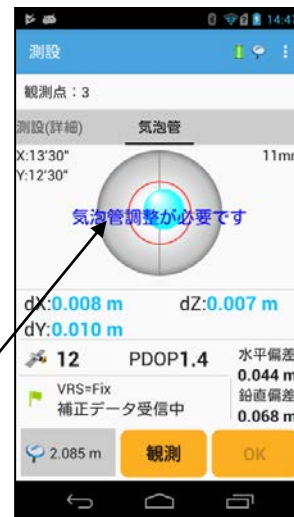 14:47
測設
観測点：3
測設(詳細) 気泡管
X:13'30" 11mm
Y:12'30"
気泡管調整が必要です
dX:0.008 m dZ:0.007 m
dY:0.010 m
12 PDOP1.4 水平偏差
0.044 m
VRS=Fix 鉛直偏差
補正データ受信中 0.068 m
2.085 m 観測 OK